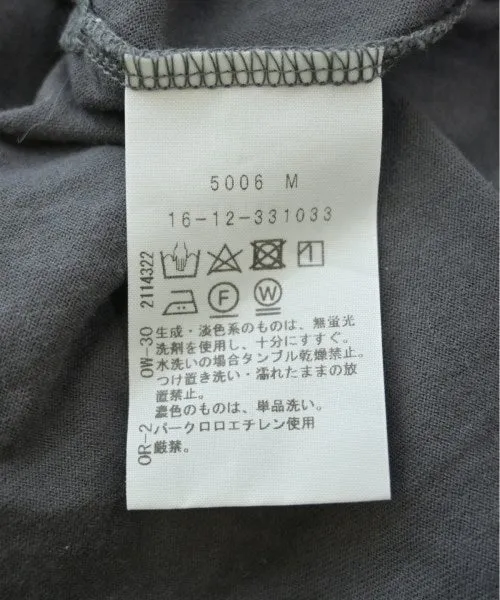 5006 M
16-12-331033
F W
OW-30 2114322
生成・淡色系のものは、無蛍光
洗剤を使用し、十分にすすぐ。
水洗いの場合タンブル乾燥禁止。
つけ置き洗い・濡れたままの放
置禁止。
濃色のものは、単品洗い。
OR-2
パークロロエチレン使用
厳禁。